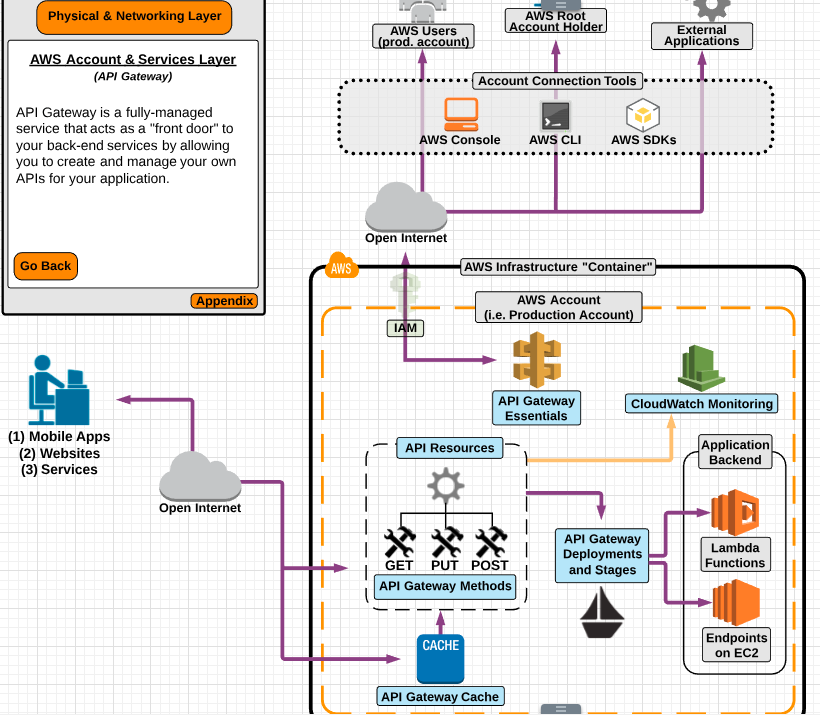 Physical & Networking Layer
AWS Account & Services Layer
(API Gateway)
API Gateway is a fully-managed
service that acts as a "front door" to
your back-end services by allowing
you to create and manage your own
APIs for your application.
Go Back
Appendix
AWS Users
(prod. account)
AWS Root
Account Holder
External
Applications
Account Connection Tools
AWS Console
AWS CLI
AWS SDKs
Open Internet
AWS
AWS Infrastructure "Container"
AWS Account
(i.e. Production Account)
IAM
API Gateway
Essentials
CloudWatch Monitoring
(1) Mobile Apps
(2) Websites
(3) Services
Open Internet
API Resources
GET PUT POST
API Gateway Methods
API Gateway
Deployments
and Stages
Application
Backend
Lambda
Functions
Endpoints
on EC2
CACHE
API Gateway Cache